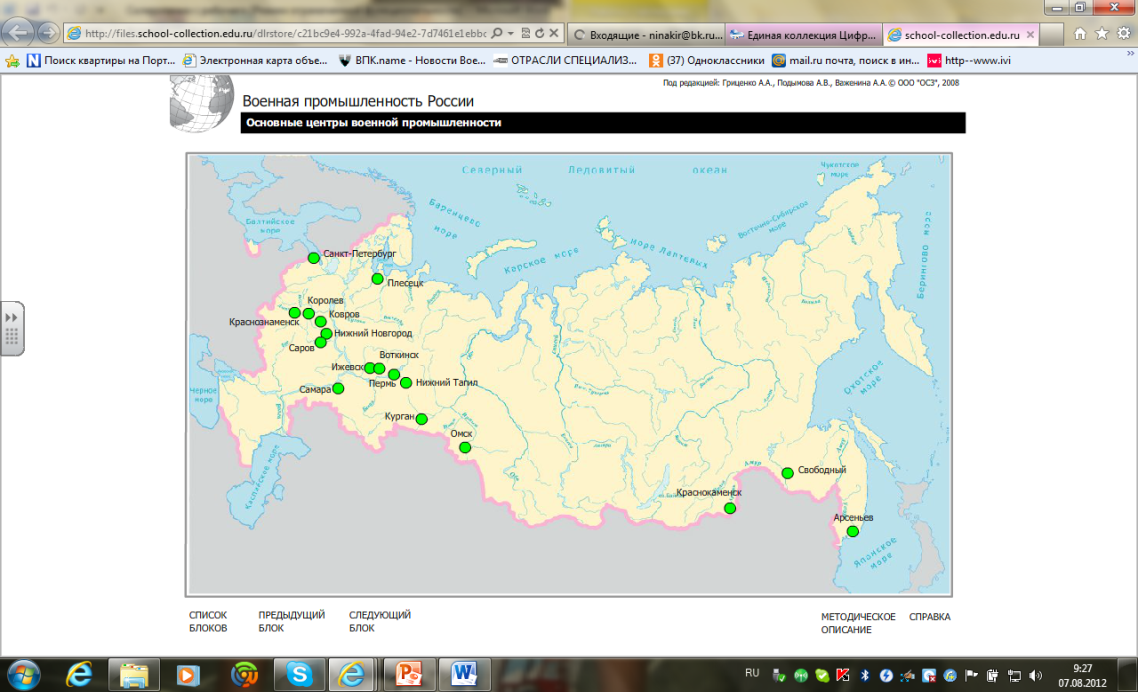 http://files.school-collection.edu.ru/dlrstore/c21bc9e4-992a-4fad-94e2-7d7461e1ebbc
Входящие - ninakir@bk.ru...
Единая коллекция Цифр...
school-collection.edu.ru
Поиск квартиры на Порт...
Электронная карта объе...
ВПК.name - Новости Вое...
ОТРАСЛИ СПЕЦИАЛИЗ...
(37) Одноклассники
mail.ru почта, поиск в ин...
http--www.ivi
Под редакцией: Гриценко А.А., Подымова А.В., Важенина А.А. © ООО "ОСЗ", 2008
Военная промышленность России
Основные центры военной промышленности
Северный Ледовитый океан
Чукотское море
Баренцево море
Балтийское море
Восточно-Сибирское море
Море Лаптевых
Карское море
Берингово море
Санкт-Петербург
Плесецк
Королев
Краснознаменск
Ковров
Нижний Новгород
Саров
Воткинск
Ижевск
Пермь
Нижний Тагил
Самара
Черное море
Охотское море
Курган
Омск
Каспийское море
Амур
Амур
Свободный
Краснокаменск
Арсеньев
Японское море
СПИСОК БЛОКОВ
ПРЕДЫДУЩИЙ БЛОК
СЛЕДУЮЩИЙ БЛОК
МЕТОДИЧЕСКОЕ ОПИСАНИЕ
СПРАВКА
RU
9:27
07.08.2012